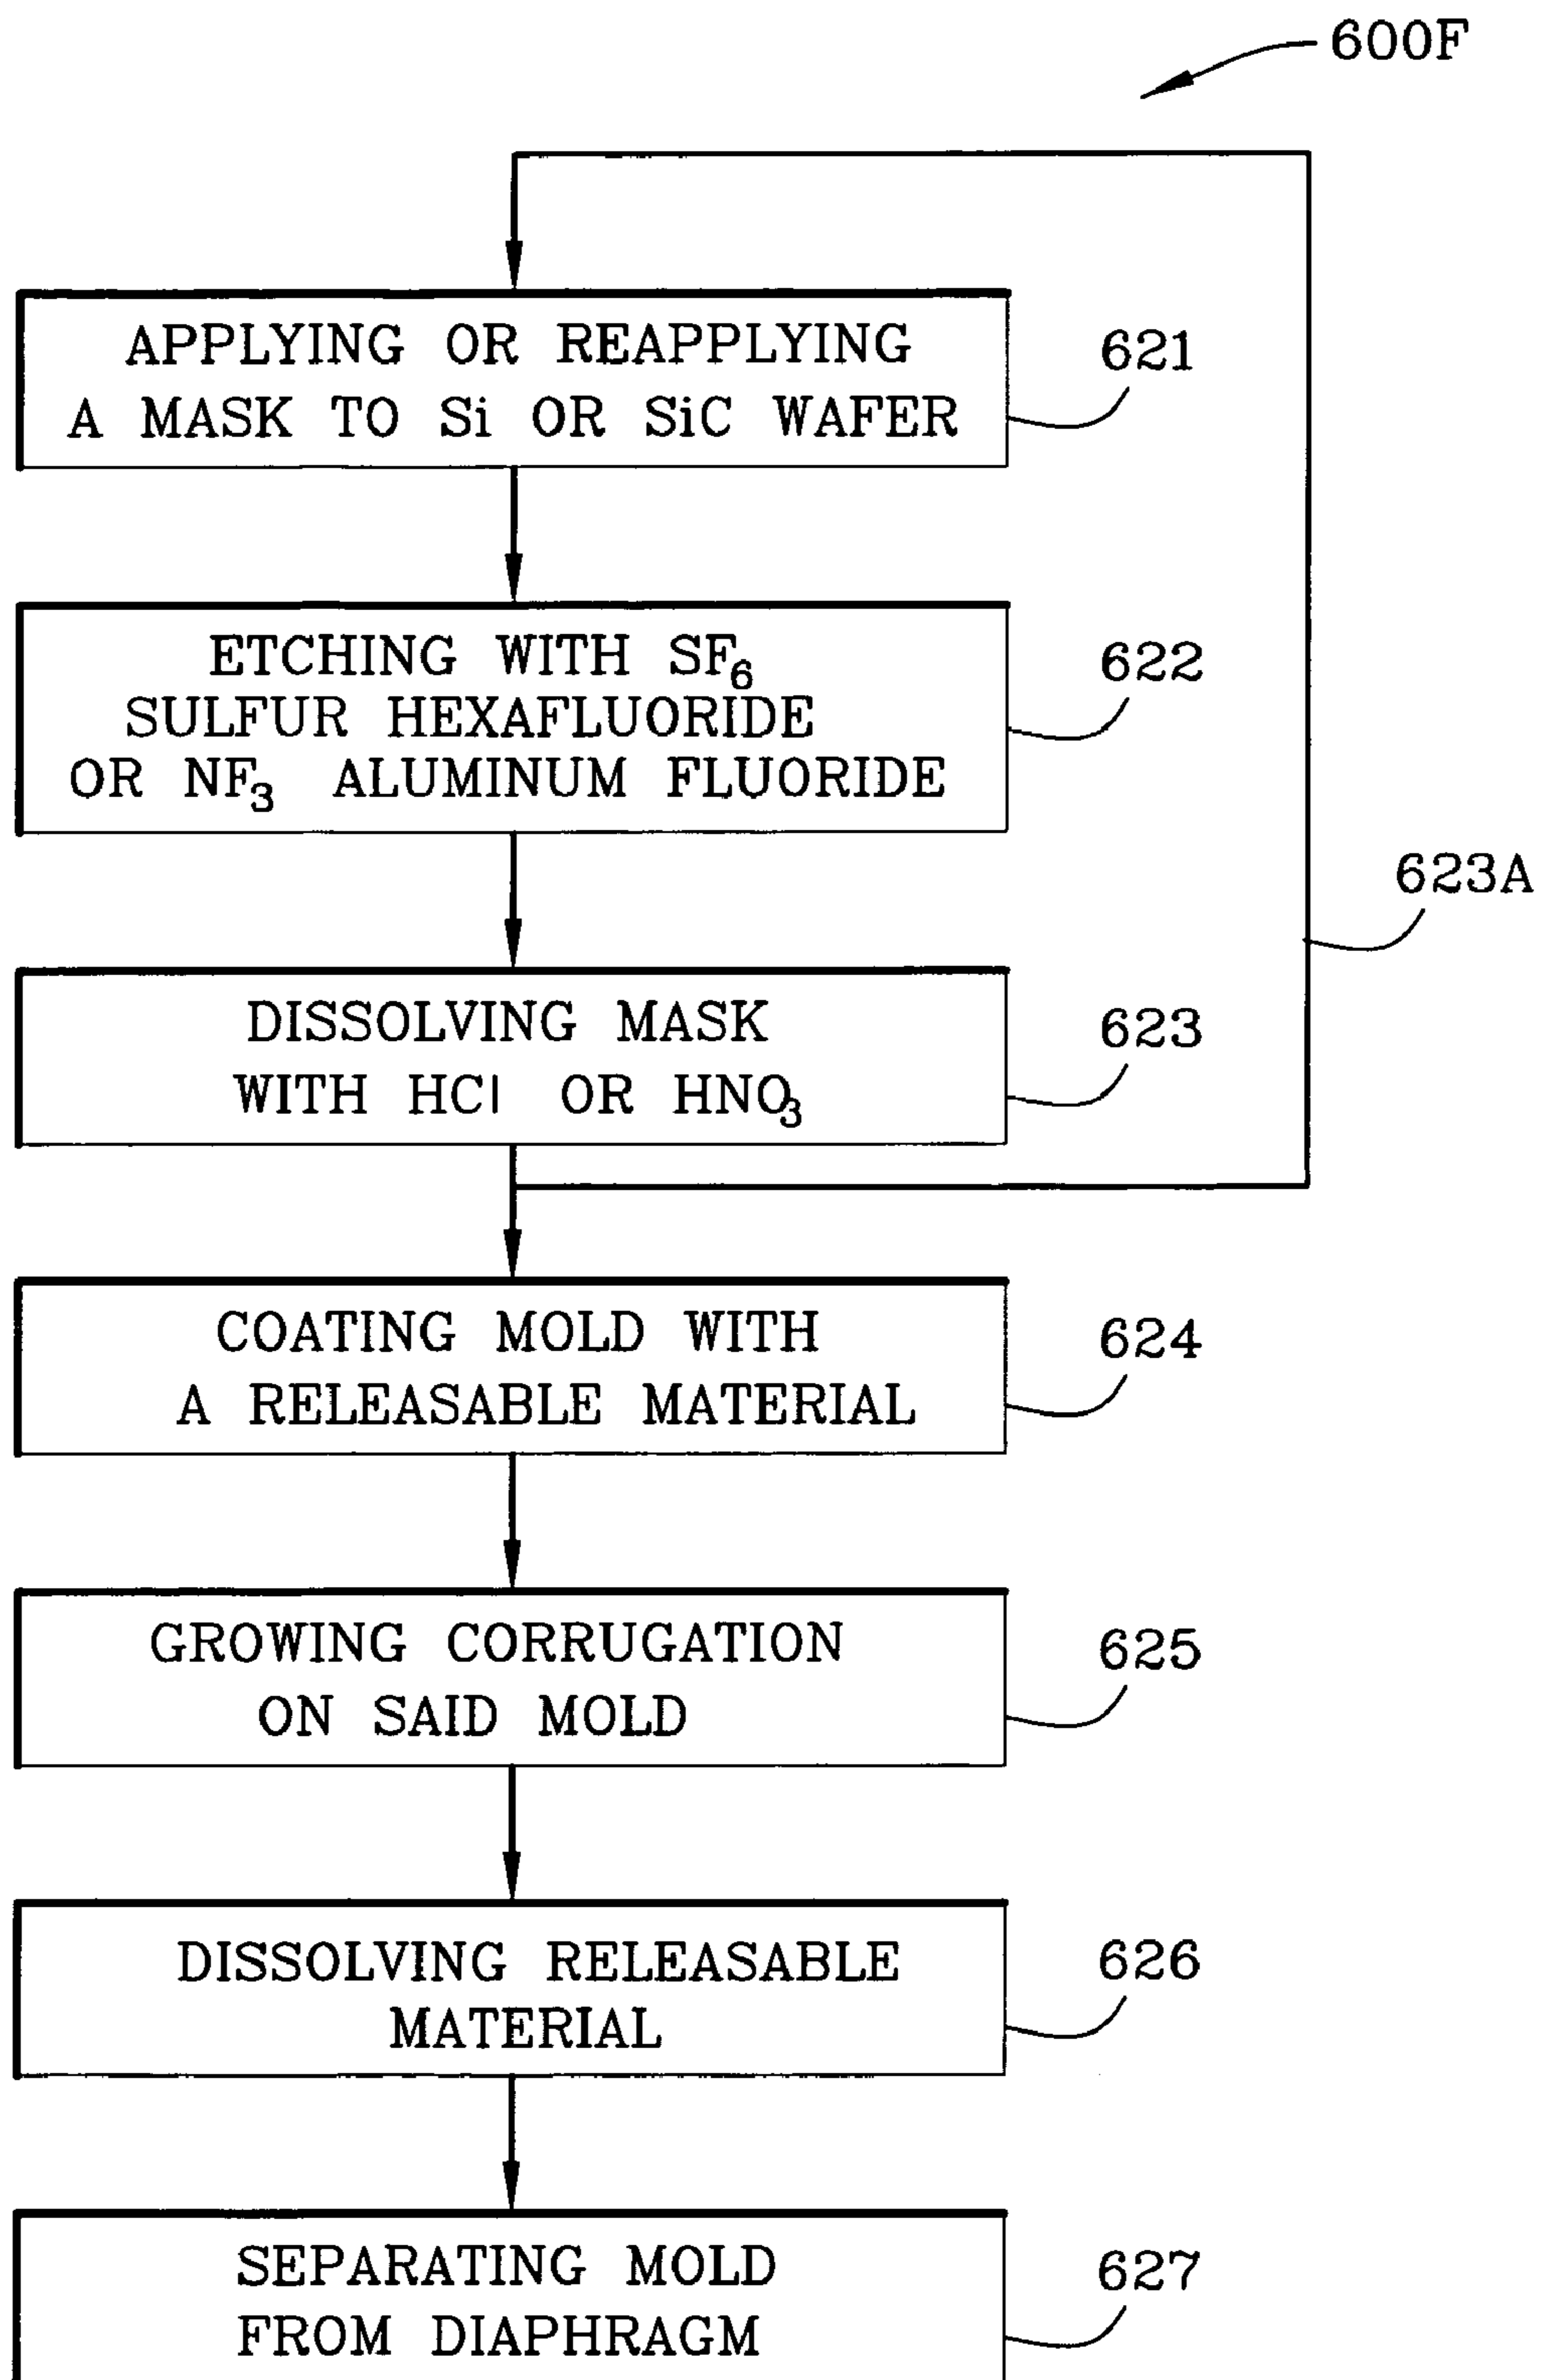 600F
APPLYING OR REAPPLYING
A MASK TO Si OR SiC WAFER
621
ETCHING WITH SF6
SULFUR HEXAFLUORIDE
OR NF3 ALUMINUM FLUORIDE
622
623A
DISSOLVING MASK
WITH HCl OR HNO3
623
COATING MOLD WITH
A RELEASABLE MATERIAL
624
GROWING CORRUGATION
ON SAID MOLD
625
DISSOLVING RELEASABLE
MATERIAL
626
SEPARATING MOLD
FROM DIAPHRAGM
627